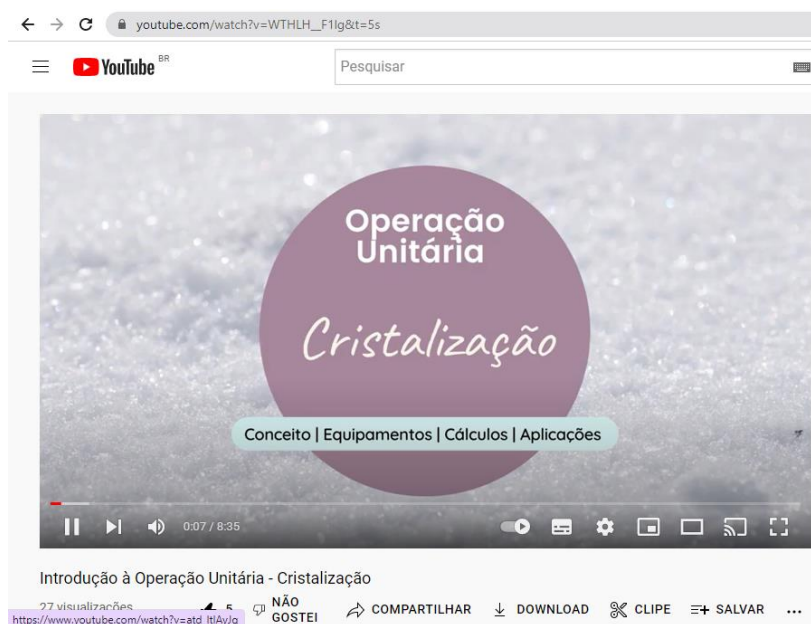 youtube.com/watch?v=WTHLH__F1Ig&t=5s
YouTube BR
Pesquisar
Operação
Unitária
Cristalização
Conceito | Equipamentos | Cálculos | Aplicações
0:07 / 8:35
Introdução à Operação Unitária - Cristalização
27 visualizações
5
NÃO
GOSTEI
COMPARTILHAR
DOWNLOAD
CLIPE
SALVAR
...